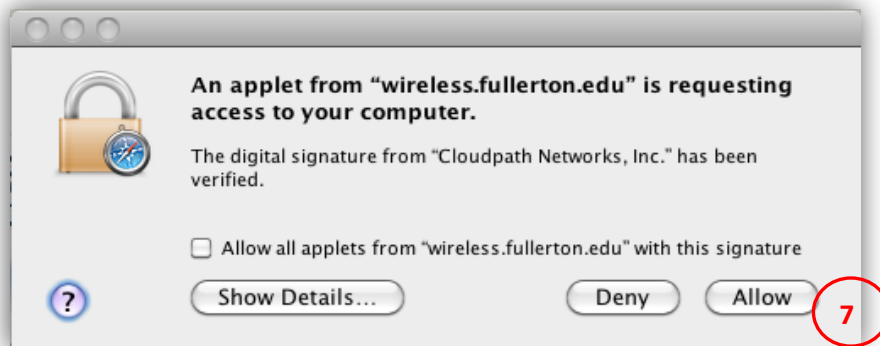 An applet from “wireless.fullerton.edu” is requesting
access to your computer.
The digital signature from “Cloudpath Networks, Inc.” has been
verified.
Allow all applets from “wireless.fullerton.edu” with this signature
?
Show Details...
Deny
Allow
7